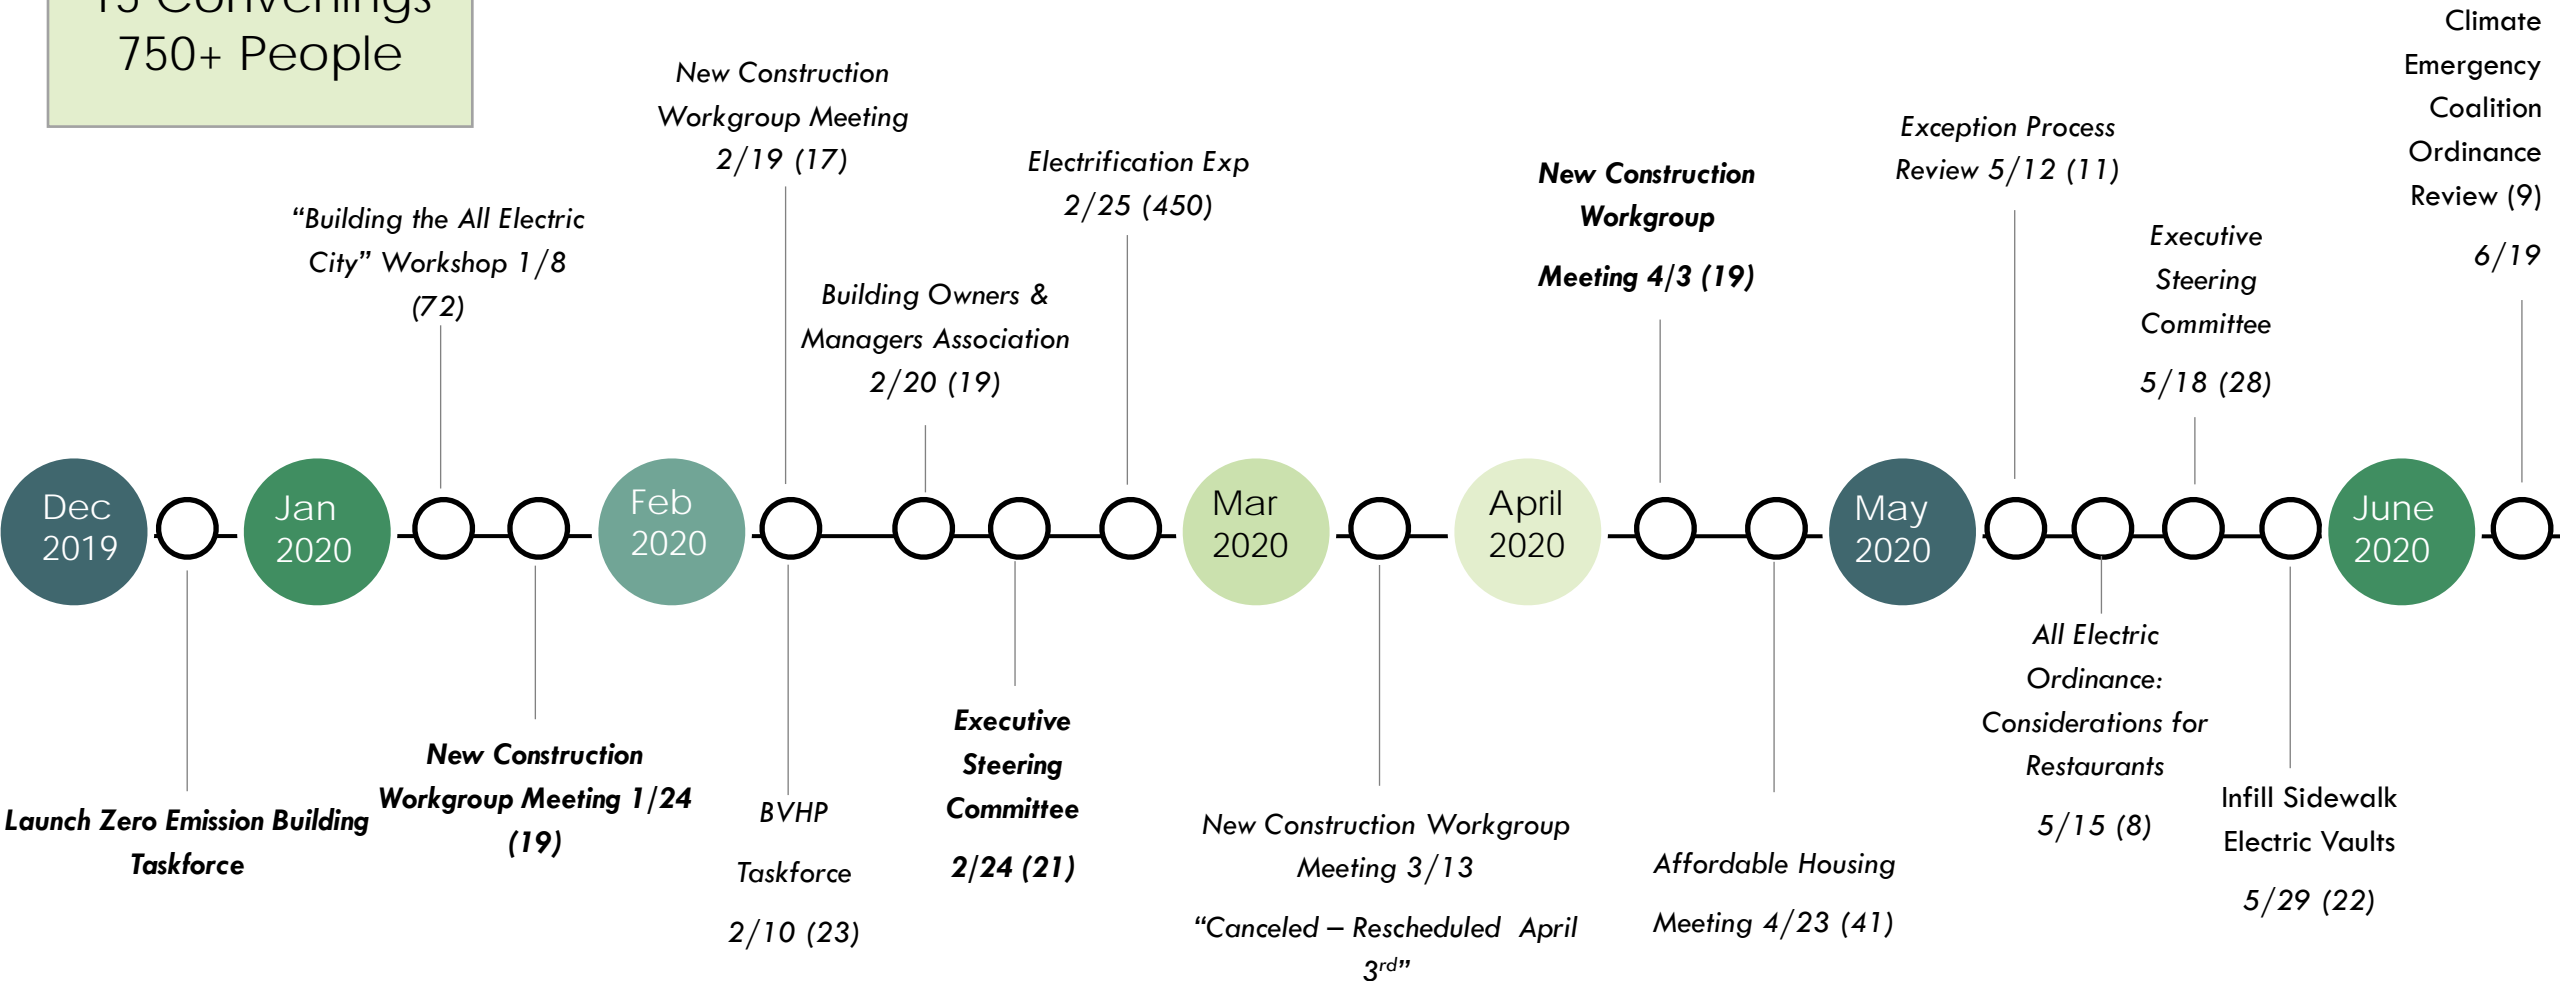 Convenings
750+ People
Climate
Emergency
Coalition
Ordinance
Review (9)
6/19
New Construction
Workgroup Meeting
2/19 (17)
Electrification Exp
2/25 (450)
New Construction
Workgroup
Meeting 4/3 (19)
Exception Process
Review 5/12 (11)
“Building the All Electric
City” Workshop 1/8
(72)
Building Owners &
Managers Association
2/20 (19)
Executive
Steering
Committee
5/18 (28)
Dec
2019
Jan
2020
Feb
2020
Mar
2020
April
2020
May
2020
June
2020
Launch Zero Emission Building
Taskforce
New Construction
Workgroup Meeting 1/24
(19)
BVHP
Taskforce
2/10 (23)
Executive
Steering
Committee
2/24 (21)
New Construction Workgroup
Meeting 3/13
“Canceled – Rescheduled April
3rd”
Affordable Housing
Meeting 4/23 (41)
All Electric
Ordinance:
Considerations for
Restaurants
5/15 (8)
Infill Sidewalk
Electric Vaults
5/29 (22)